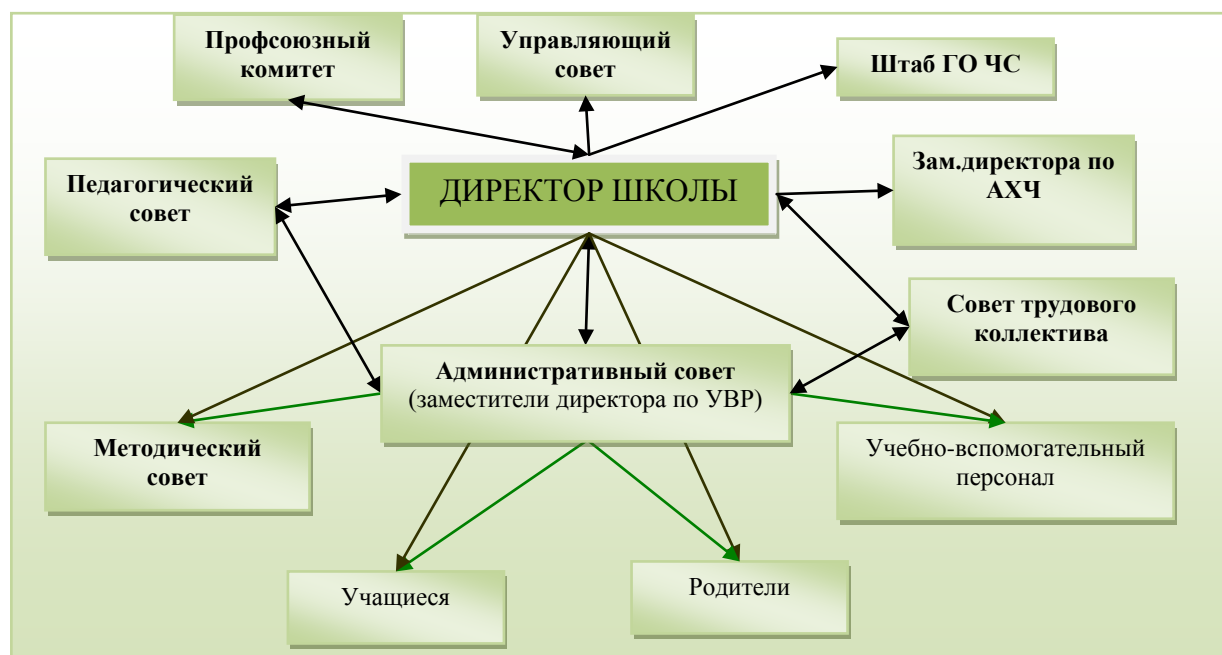 Профсоюзный
комитет
Управляющий
совет
Штаб ГО ЧС
Педагогический
совет
ДИРЕКТОР ШКОЛЫ
Зам.директора по
АХЧ
Совет трудового
коллектива
Административный совет
(заместители директора по УВР)
Методический
совет
Учебно-вспомогательный
персонал
Учащиеся
Родители